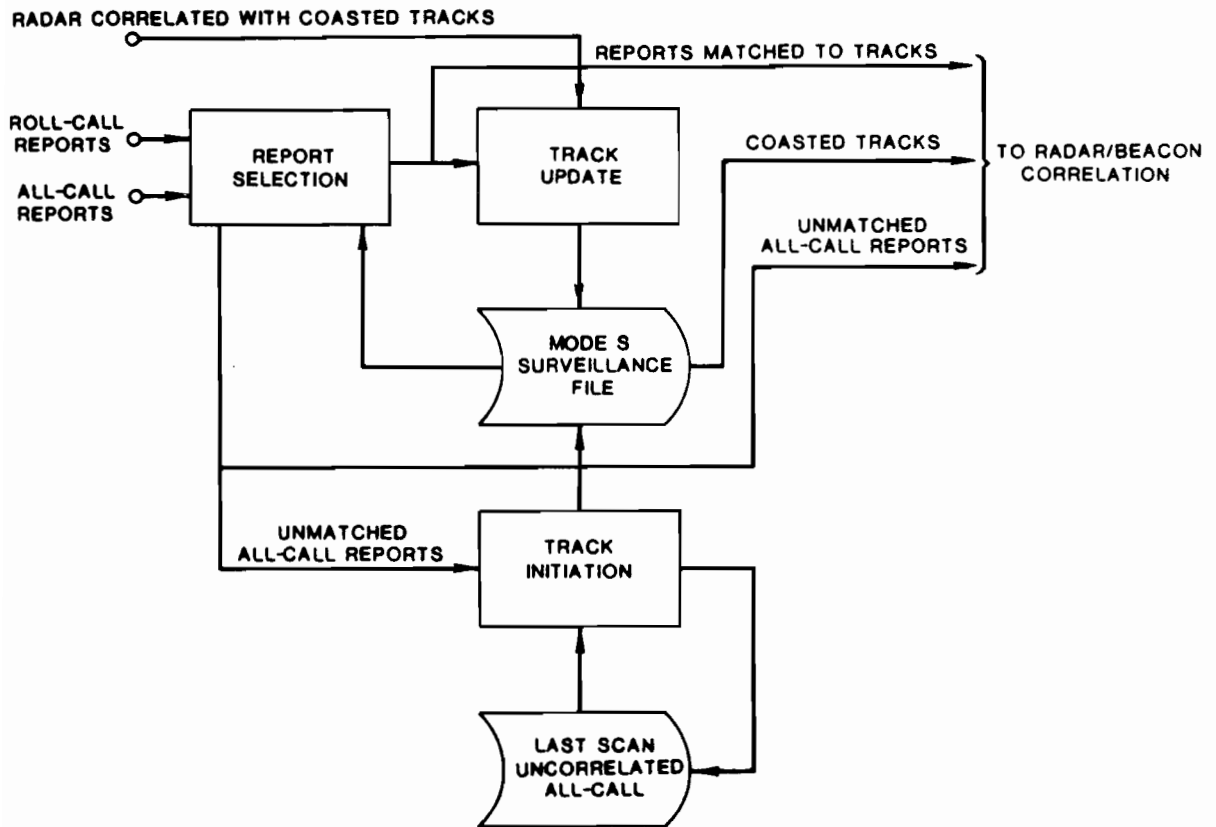 RADAR CORRELATED WITH COASTED TRACKS
REPORTS MATCHED TO TRACKS
ROLL-CALL
REPORTS
ALL-CALL
REPORTS
REPORT
SELECTION
TRACK
UPDATE
COASTED TRACKS
TO RADAR/BEACON
CORRELATION
UNMATCHED
ALL-CALL REPORTS
MODE S
SURVEILLANCE
FILE
UNMATCHED
ALL-CALL REPORTS
TRACK
INITIATION
LAST SCAN
UNCORRELATED
ALL-CALL